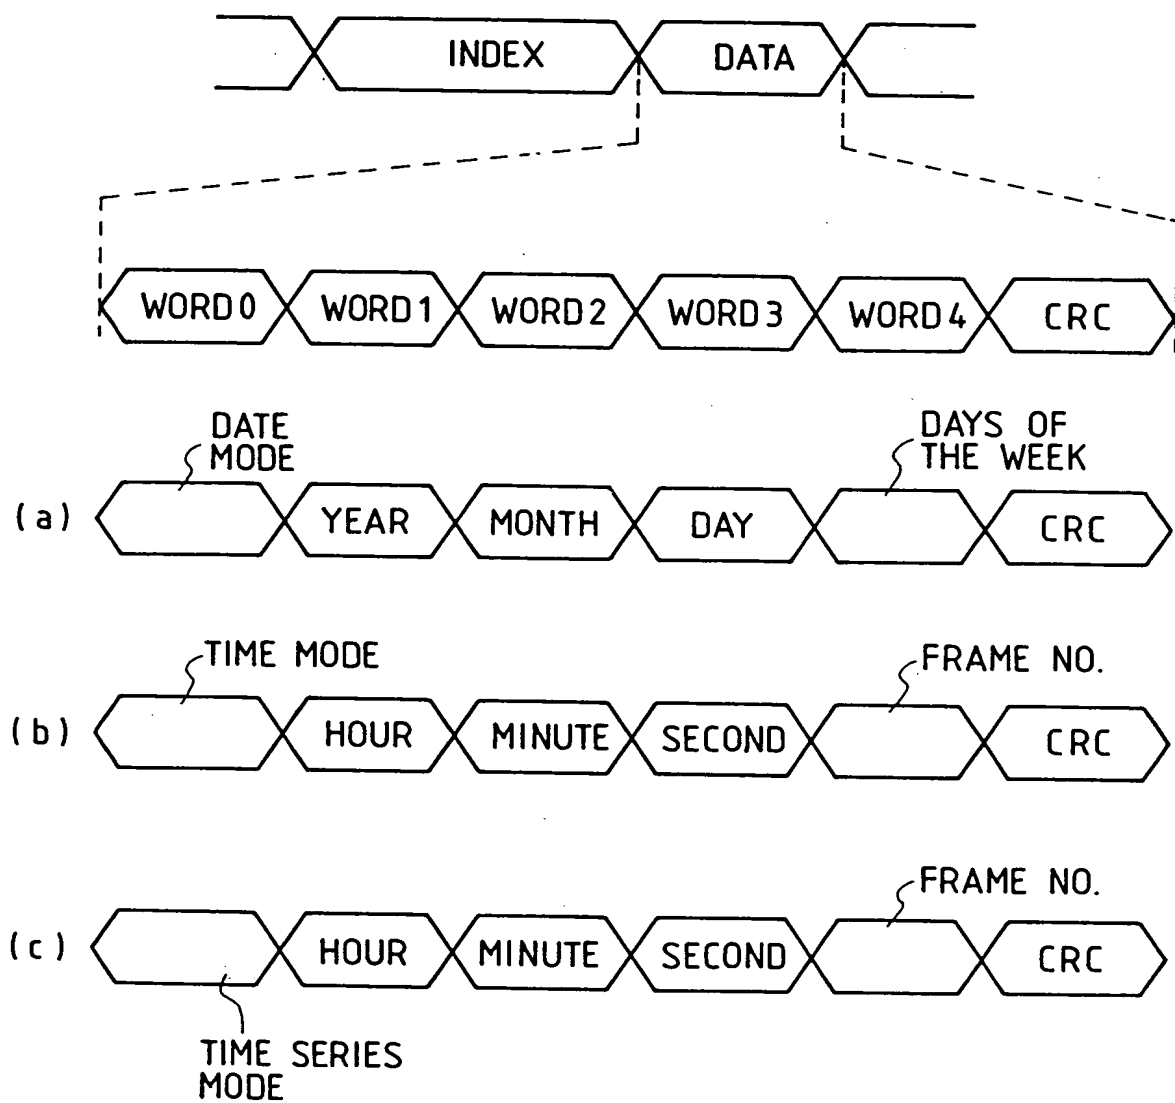 INDEX DATA
WORD 0 WORD 1 WORD 2 WORD 3 WORD 4 CRC
DATE
MODE
DAYS OF
THE WEEK
(a) YEAR MONTH DAY CRC
TIME MODE FRAME NO.
(b) HOUR MINUTE SECOND CRC
FRAME NO.
(c) HOUR MINUTE SECOND CRC
TIME SERIES
MODE